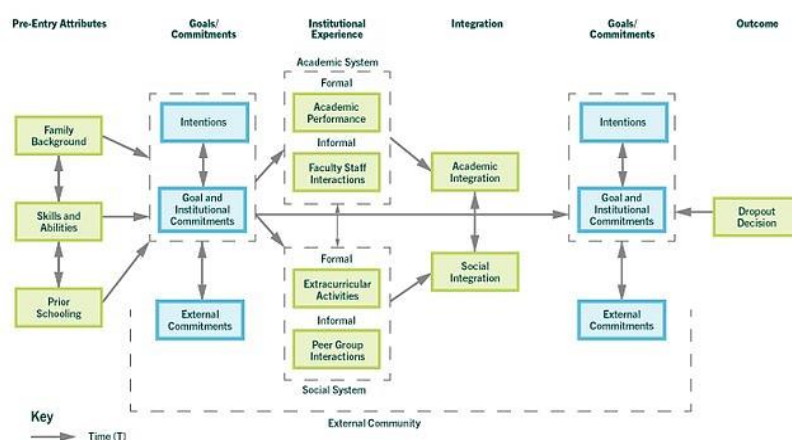 Pre-Entry Attributes
Goals/
Commitments
Institutional
Experience
Integration
Goals/
Commitments
Outcome
Academic System
Formal
Academic
Performance
Informal
Faculty Staff
Interactions
Family
Background
Skills and
Abilities
Prior
Schooling
Intentions
Goal and
Institutional
Commitments
External
Commitments
Formal
Extracurricular
Activities
Informal
Peer Group
Interactions
Social System
Academic
Integration
Social
Integration
Intentions
Goal and
Institutional
Commitments
External
Commitments
Dropout
Decision
External Community
Key
Time (T)